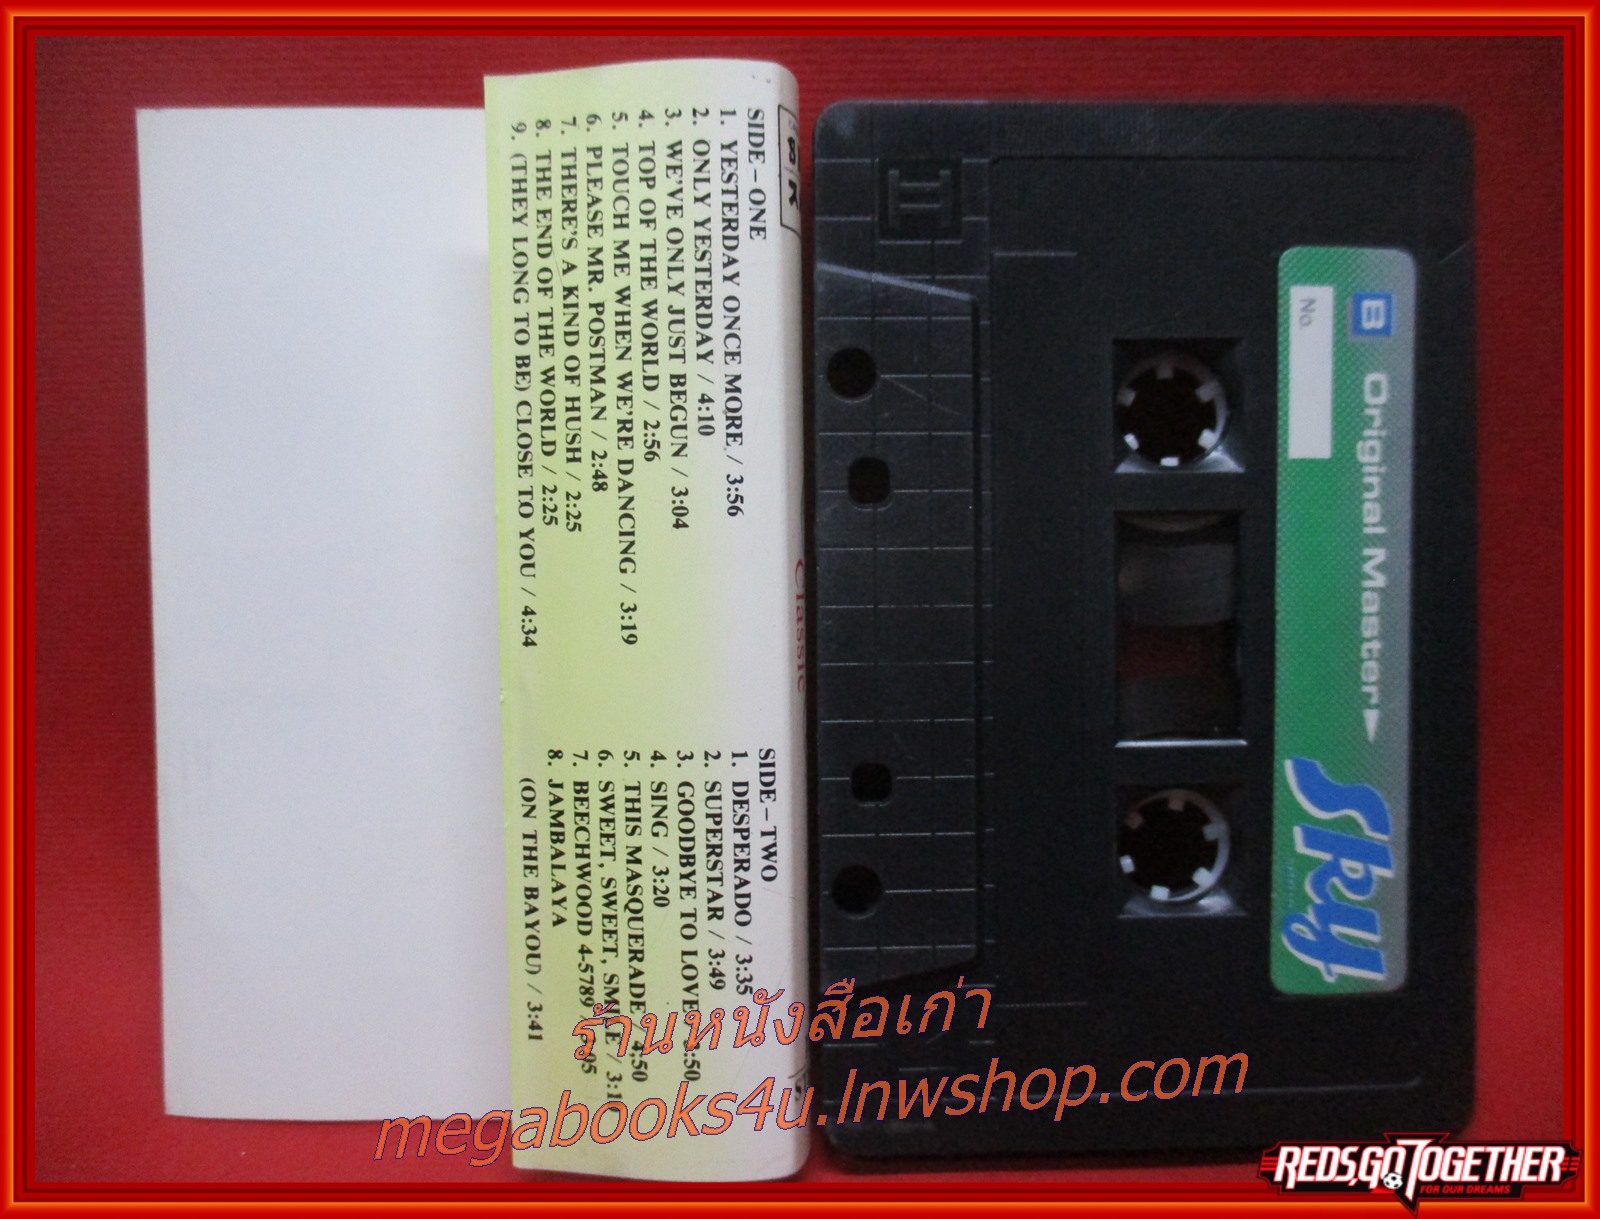 SIDE – ONE
1. YESTERDAY ONCE MORE / 3:56
2. ONLY YESTERDAY / 4:10
3. WE'VE ONLY JUST BEGUN / 3:04
4. TOP OF THE WORLD / 2:56
5. TOUCH ME WHEN WE'RE DANCING / 3:19
6. PLEASE MR. POSTMAN / 2:48
7. THERE'S A KIND OF HUSH / 2:25
8. THE END OF THE WORLD / 2:25
9. (THEY LONG TO BE) CLOSE TO YOU / 4:34
SIDE – TWO
1. DESPERADO / 3:35
2. SUPERSTAR / 3:49
3. GOODBYE TO LOVE
4. SING / 3:20
5. THIS MASQUERADE / 4,50
6. SWEET, SWEET, SMILE
7. BEECHWOOD 4-5789
8. JAMBALAYA
(ON THE BAYOU) / 3:41
Classic
II
B Original Master
No.
Sky
ร้านหนังสือเก่า
megabooks4u.lnwshop.com
REDS,GO TOGETHER
FOR OUR DREAMS